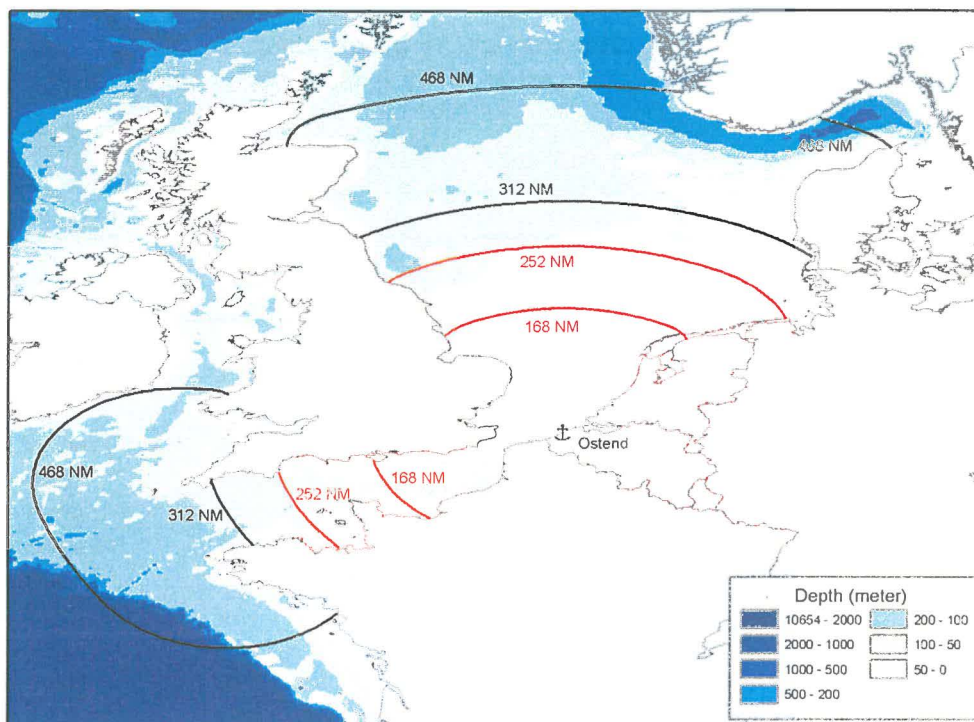 468 NM
468 NM
312 NM
252 NM
168 NM
Ostend
468 NM
168 NM
252 NM
312 NM
Depth (meter)
10654 - 2000
2000 - 1000
1000 - 500
500 - 200
200 - 100
100 - 50
50 - 0